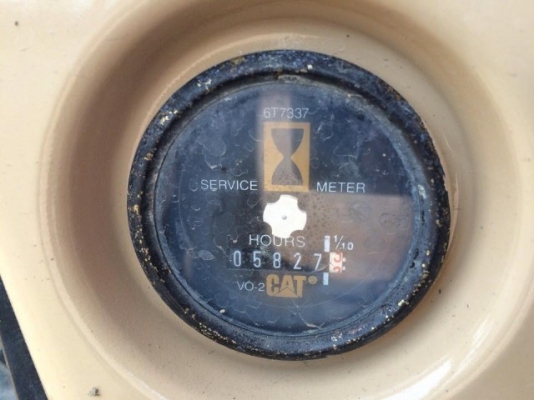 6T7337
SERVICE METER
HOURS 1/10
05827
VO-2 CAT